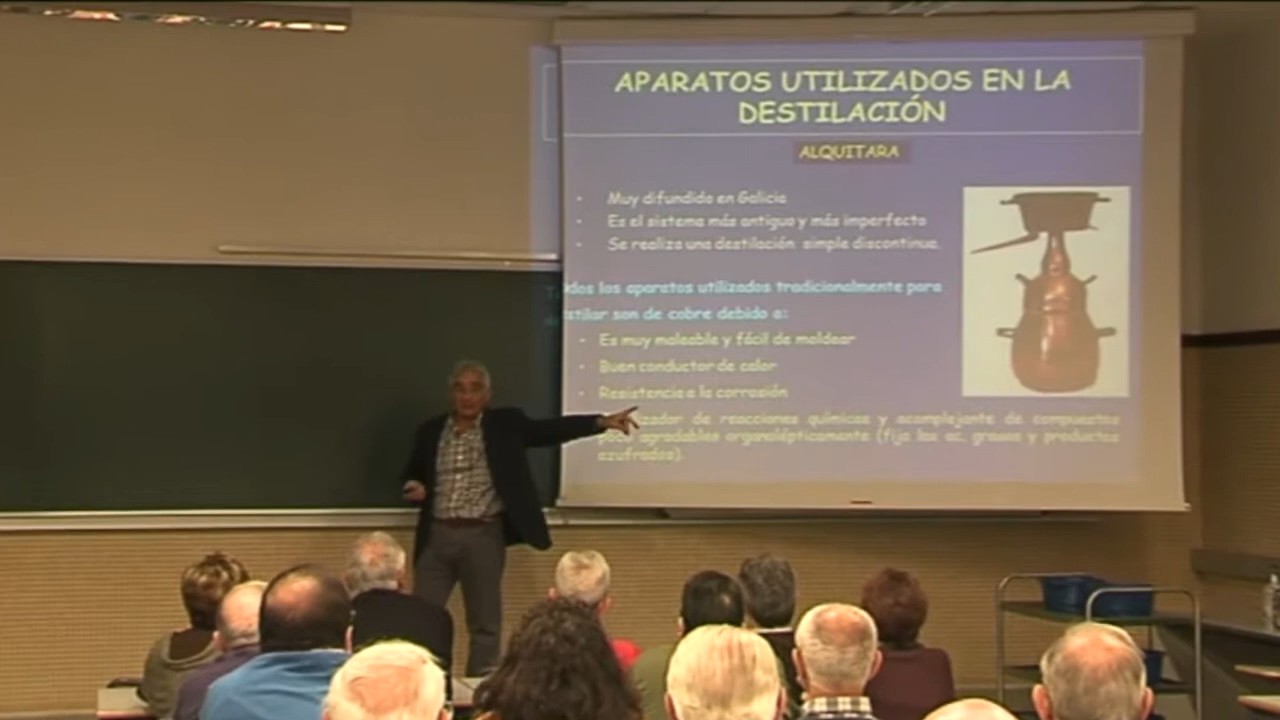 APARATOS UTILIZADOS EN LA
DESTILACIÓN
ALQUITARA
• Muy difundido en Galicia
• Es el sistema más antiguo y más imperfecto
• Se realiza una destilación simple discontinua.
los aparatos utilizados tradicionalmente para
son de cobre debido a:
• Es muy maleable y fácil de moldear
• Buen conductor de calor
• Resistencia a la corrosión
de reacciones químicas y acomplejante de compuestos
poco agradables organolépticamente (fija los ac. grasos y productos
azufrados).